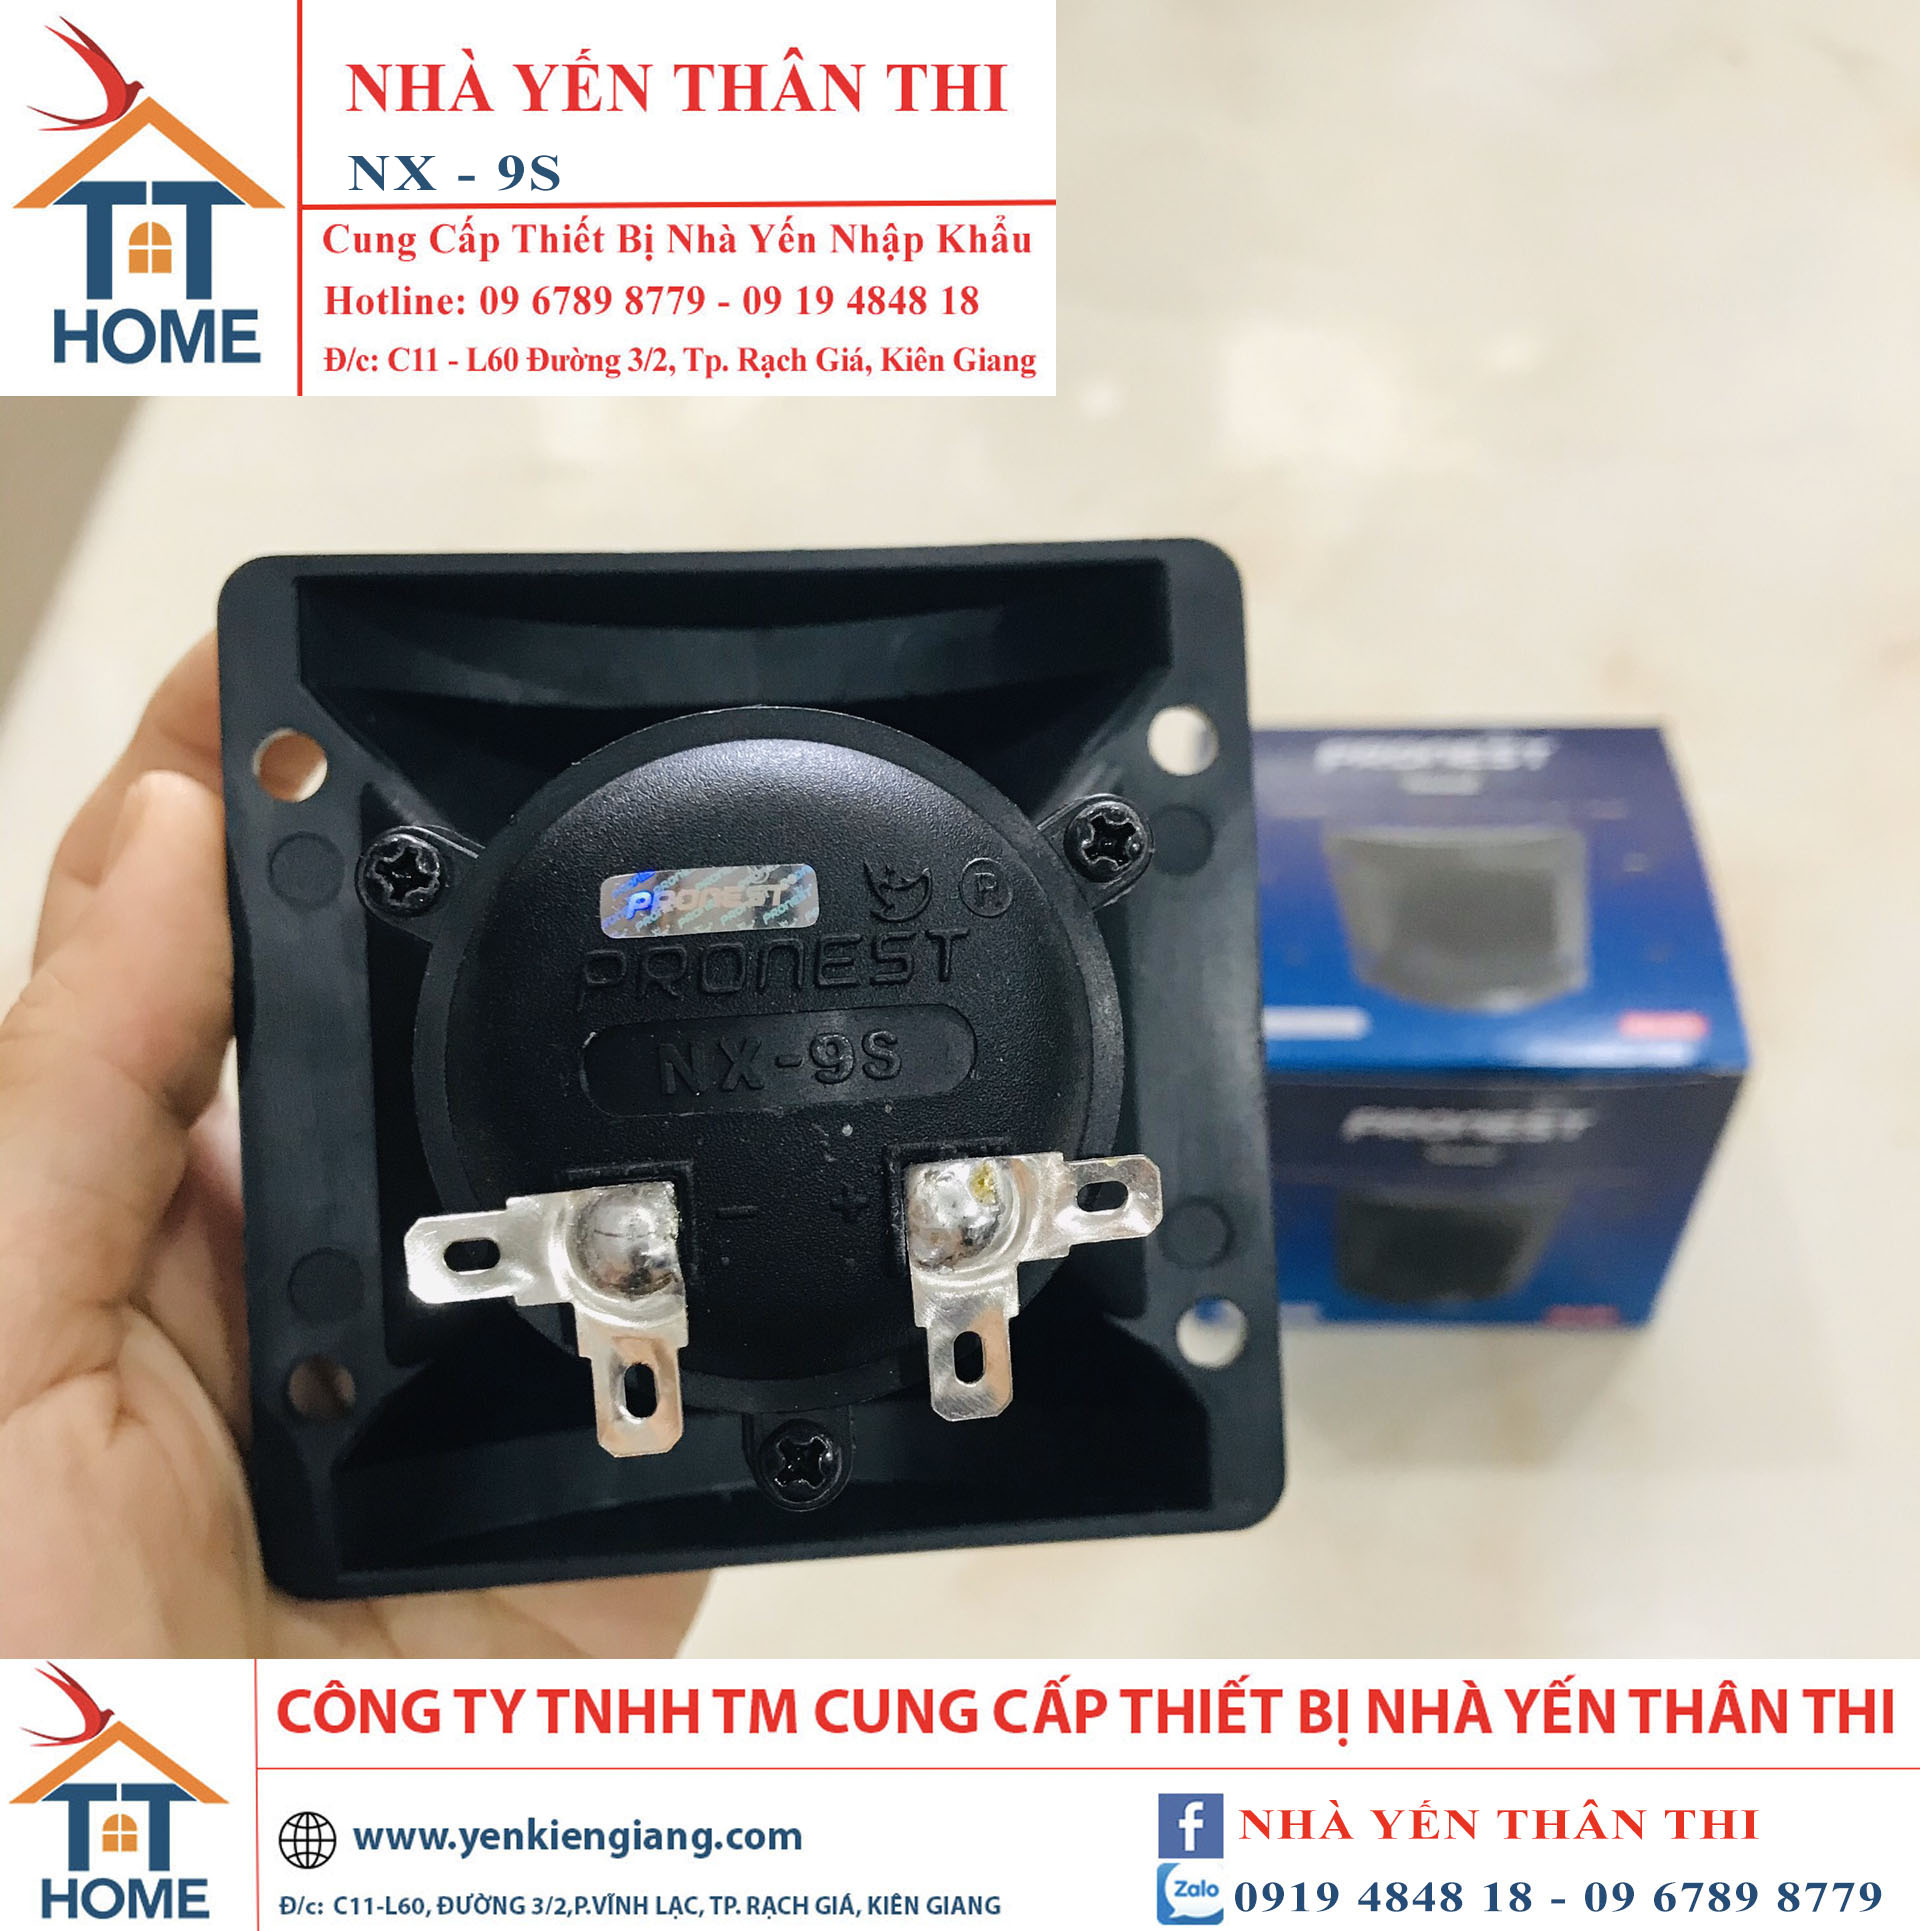 NHÀ YẾN THÂN THI
NX - 9S
Cung Cấp Thiết Bị Nhà Yến Nhập Khẩu
Hotline: 09 6789 8779 - 09 19 4848 18
Đ/c: C11 - L60 Đường 3/2, Tp. Rạch Giá, Kiên Giang
TT
HOME
PRONEST
PRONEST
PRONEST ®
NX-9S
- +
PRONEST
CÔNG TY TNHH TM CUNG CẤP THIẾT BỊ NHÀ YẾN THÂN THI
TT
HOME
www.yenkiengiang.com
Đ/c: C11-L60, ĐƯỜNG 3/2,P.VĨNH LẠC, TP. RẠCH GIÁ, KIÊN GIANG
f NHÀ YẾN THÂN THI
Zalo 0919 4848 18 - 09 6789 8779